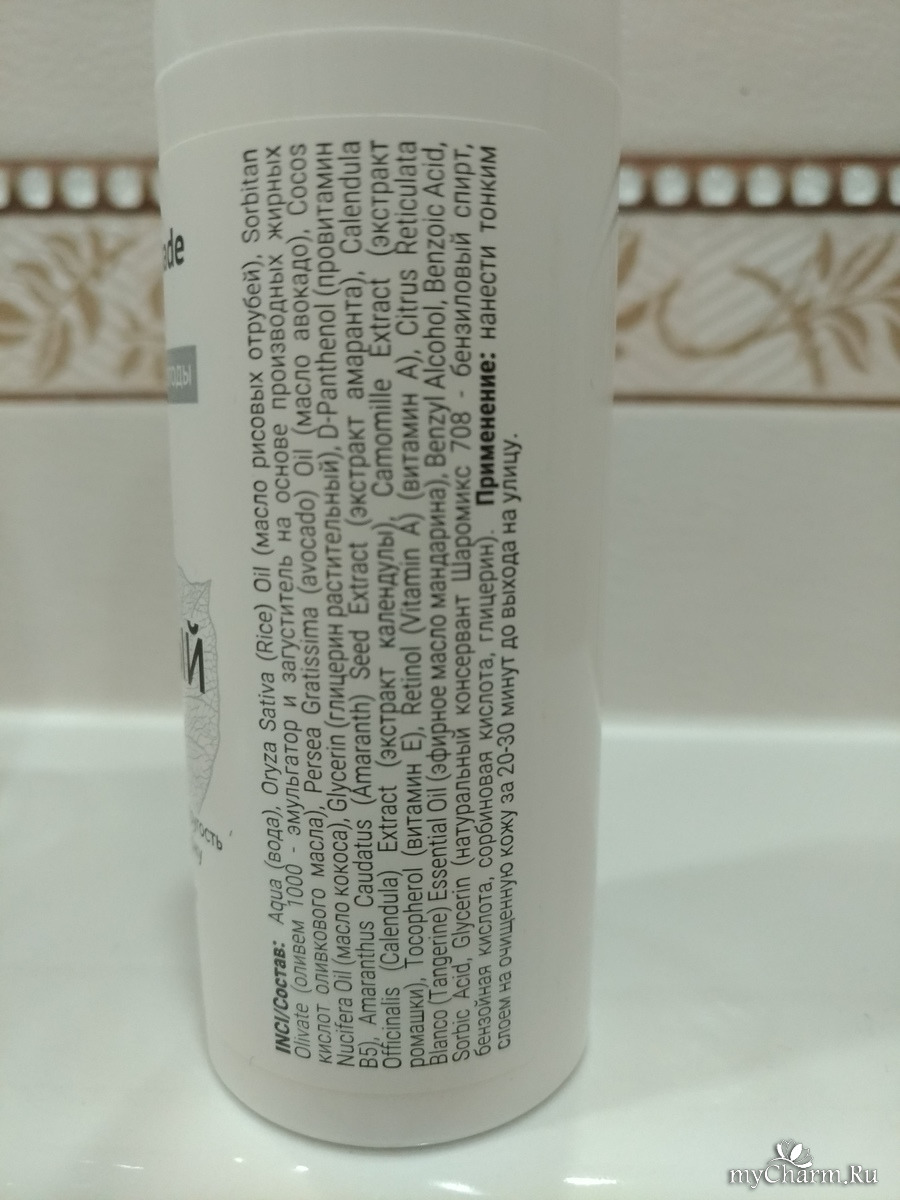 ade
INCI/Состав: Aqua (вода), Oryza Sativa (Rice) Oil (масло рисовых отрубей), Sorbitan
Olivate (оливем 1000 - эмульгатор и загуститель на основе производных жирных
кислот оливкового масла), Persea Gratissima (avocado) Oil (масло авокадо), Cocos
Nucifera Oil (масло кокоса), Glycerin (глицерин растительный), D-Panthenol (провитамин
B5), Amaranthus Caudatus (Amaranth) Seed Extract (экстракт амаранта), Calendula
Officinalis (Calendula) Extract (экстракт календулы), Camomille Extract (экстракт
ромашки), Tocopherol (витамин Е), Retinol (Vitamin A) (витамин А), Citrus Reticulata
Blanco (Tangerine) Essential Oil (эфирное масло мандарина), Benzyl Alcohol, Benzoic Acid,
Sorbic Acid, Glycerin (натуральный консервант Шаромикс 708 - бензиловый спирт,
бензойная кислота, сорбиновая кислота, глицерин). Применение: нанести тонким
слоем на очищенную кожу за 20-30 минут до выхода на улицу.
myCharm.Ru